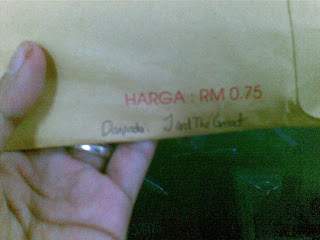 HARGA : RM 0.75
Daripada: J and The Great